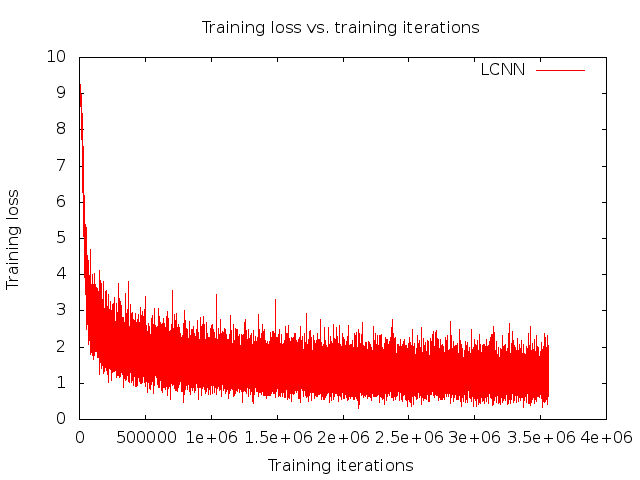 Training loss vs. training iterations
LCNN
Training loss
10
9
8
7
6
5
4
3
2
1
0
0 500000 1e+06 1.5e+06 2e+06 2.5e+06 3e+06 3.5e+06 4e+06
Training iterations